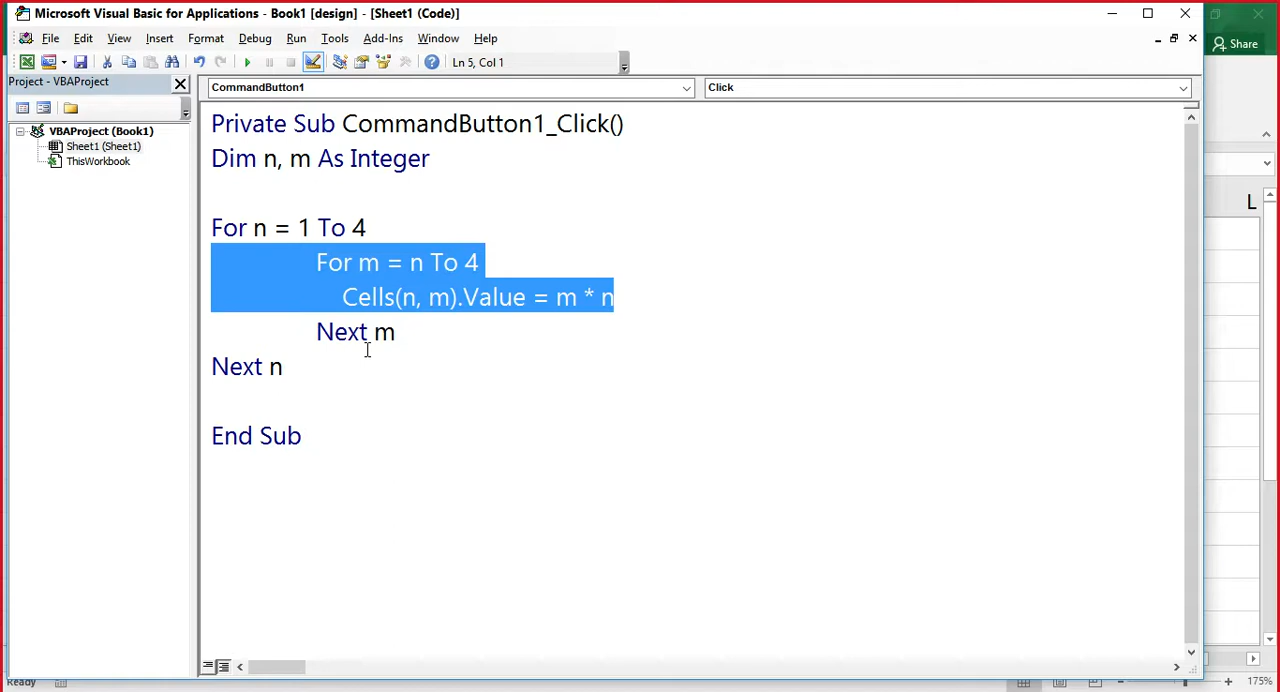 Microsoft Visual Basic for Applications - Book1 [design] - [Sheet1 (Code)]
File Edit View Insert Format Debug Run Tools Add-Ins Window Help
Share
Ln 5, Col 1
Project - VBAProject
CommandButton1 Click
VBAProject (Book1)
Sheet1 (Sheet1)
ThisWorkbook
Private Sub CommandButton1_Click()
Dim n, m As Integer
L
For n = 1 To 4
For m = n To 4
Cells(n, m).Value = m * n
Next m
Next n
End Sub
Ready
175%